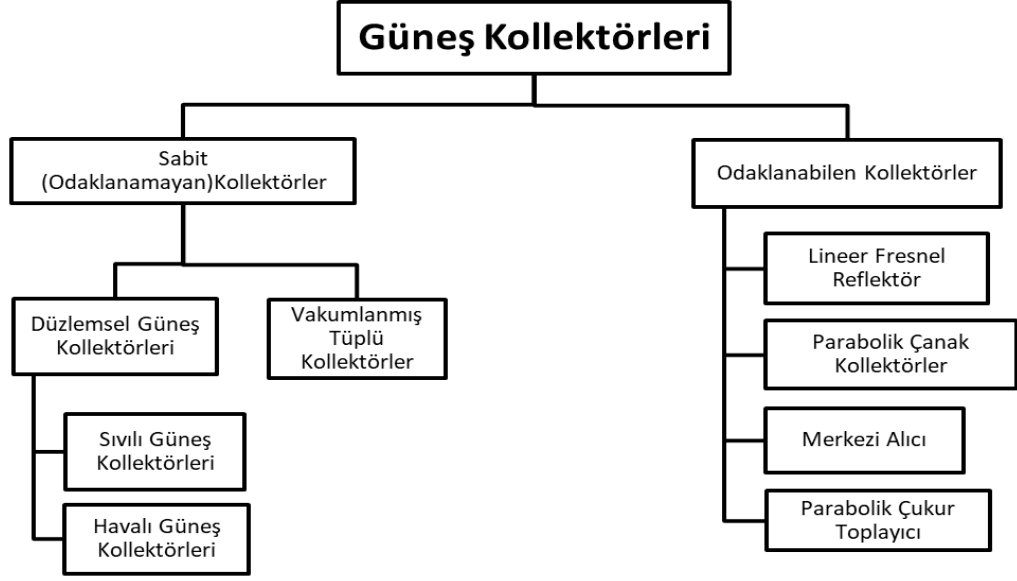 Güneş Kollektörleri
Sabit
(Odaklanamayan)Kollektörler
Düzlemsel Güneş
Kollektörleri
Vakumlanmış
Tüplü
Kollektörler
Sıvılı Güneş
Kollektörleri
Havalı Güneş
Kollektörleri
Odaklanabilen Kollektörler
Lineer Fresnel
Reflektör
Parabolik Çanak
Kollektörler
Merkezi Alıcı
Parabolik Çukur
Toplayıcı